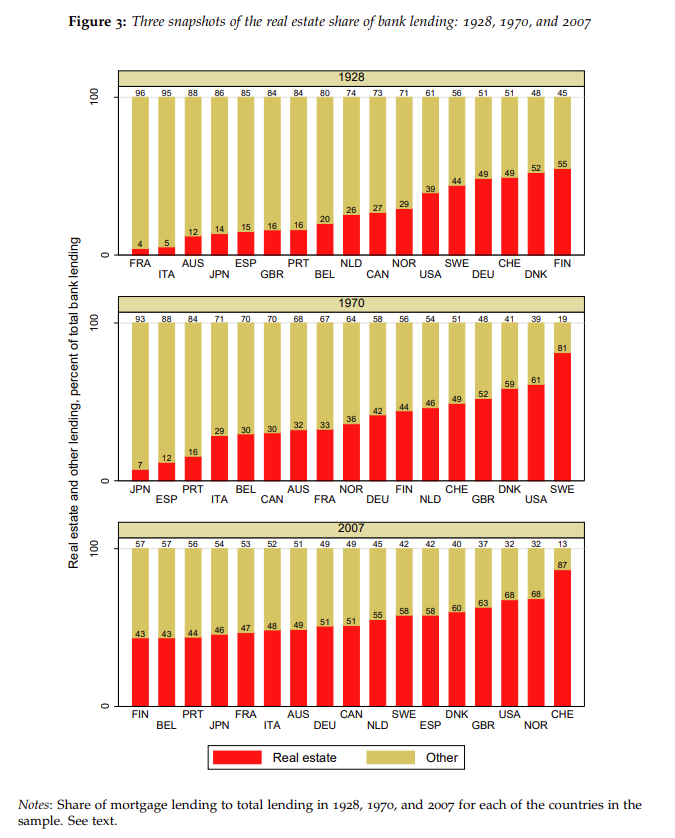 Figure 3: Three snapshots of the real estate share of bank lending: 1928, 1970, and 2007
Real estate and other lending, percent of total bank lending
1928
100
96 95 88 86 85 84 84 80 74 73 71 61 56 51 51 48 45
4 5 12 14 15 16 16 20 26 27 29 39 44 49 49 52 55
0
FRA ITA AUS JPN ESP GBR PRT BEL NLD CAN NOR USA SWE DEU CHE DNK FIN
1970
100
93 88 84 71 70 70 68 67 64 58 56 54 51 48 41 39 19
7 12 16 29 30 30 32 33 36 42 44 46 49 52 59 61 81
0
JPN ESP PRT ITA BEL CAN AUS FRA NOR DEU FIN NLD CHE GBR DNK USA SWE
2007
100
57 57 56 54 53 52 51 49 49 45 42 42 40 37 32 32 13
43 43 44 46 47 48 49 51 51 55 58 58 60 63 68 68 87
0
FIN BEL PRT JPN FRA ITA AUS DEU CAN NLD SWE ESP DNK GBR USA NOR CHE
Real estate Other
Notes: Share of mortgage lending to total lending in 1928, 1970, and 2007 for each of the countries in the
sample. See text.